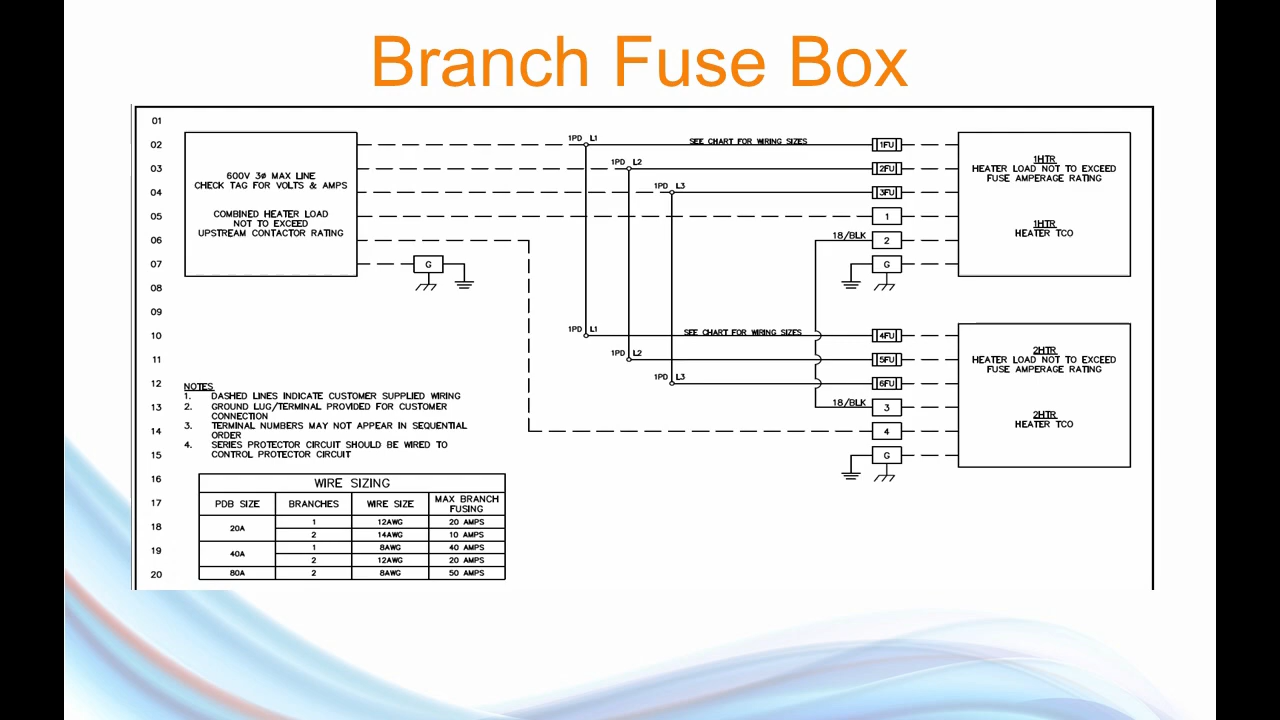 Branch Fuse Box
01
02
03
04
05
06
07
08
09
10
11
12
13
14
15
16
17
18
19
20
600V 3ø MAX LINE
CHECK TAG FOR VOLTS & AMPS
COMBINED HEATER LOAD
NOT TO EXCEED
UPSTREAM CONTACTOR RATING
G
1PD L1
1PD L2
1PD L3
SEE CHART FOR WIRING SIZES
1FU
2FU
3FU
1
18/BLK
2
G
1HTR
HEATER LOAD NOT TO EXCEED
FUSE AMPERAGE RATING
1HTR
HEATER TCO
1PD L1
1PD L2
1PD L3
SEE CHART FOR WIRING SIZES
4FU
5FU
6FU
18/BLK
3
4
G
2HTR
HEATER LOAD NOT TO EXCEED
FUSE AMPERAGE RATING
2HTR
HEATER TCO
NOTES
1. DASHED LINES INDICATE CUSTOMER SUPPLIED WIRING
2. GROUND LUG/TERMINAL PROVIDED FOR CUSTOMER
CONNECTION
3. TERMINAL NUMBERS MAY NOT APPEAR IN SEQUENTIAL
ORDER
4. SERIES PROTECTOR CIRCUIT SHOULD BE WIRED TO
CONTROL PROTECTOR CIRCUIT
WIRE SIZING
PDB SIZE BRANCHES WIRE SIZE MAX BRANCH FUSING
20A 1 12AWG 20 AMPS
2 14AWG 10 AMPS
40A 1 8AWG 40 AMPS
2 12AWG 20 AMPS
80A 2 8AWG 50 AMPS